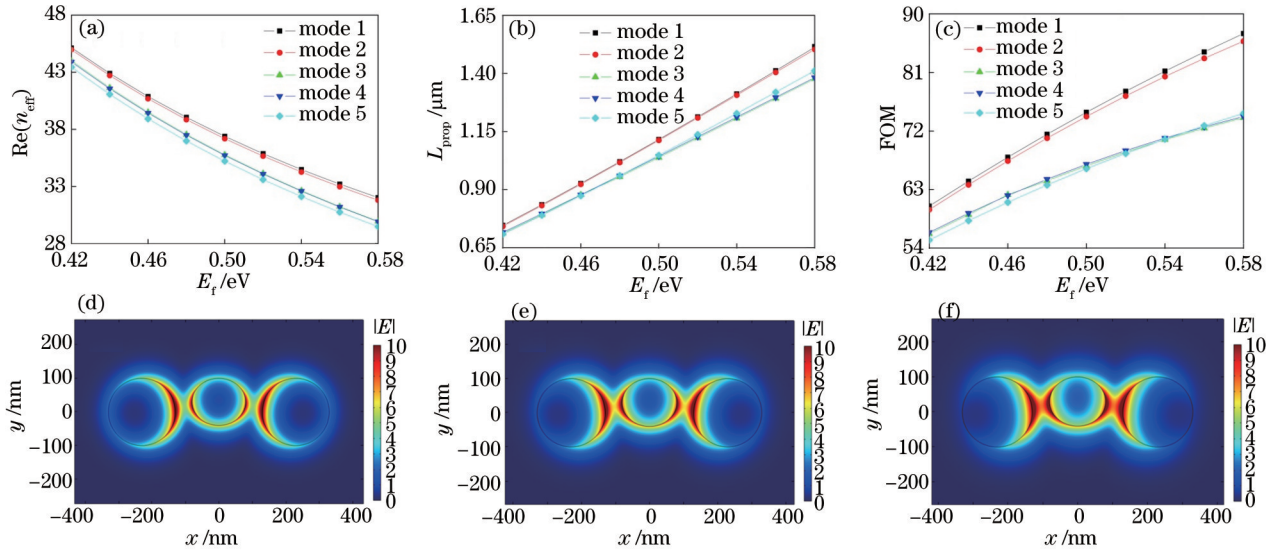 (a)
48
43
38
33
28
Re(n_eff)
mode 1
mode 2
mode 3
mode 4
mode 5
0.42 0.46 0.50 0.54 0.58
E_f /eV
(b)
1.65
1.40
1.15
0.90
0.65
L_prop /μm
mode 1
mode 2
mode 3
mode 4
mode 5
0.42 0.46 0.50 0.54 0.58
E_f /eV
(c)
90
81
72
63
54
FOM
mode 1
mode 2
mode 3
mode 4
mode 5
0.42 0.46 0.50 0.54 0.58
E_f /eV
(d)
200
100
0
−100
−200
y /nm
−400 −200 0 200 400
x /nm
|E|
10
9
8
7
6
5
4
3
2
1
0
(e)
200
100
0
−100
−200
y /nm
−400 −200 0 200 400
x /nm
|E|
10
9
8
7
6
5
4
3
2
1
0
(f)
200
100
0
−100
−200
y /nm
−400 −200 0 200 400
x /nm
|E|
10
9
8
7
6
5
4
3
2
1
0